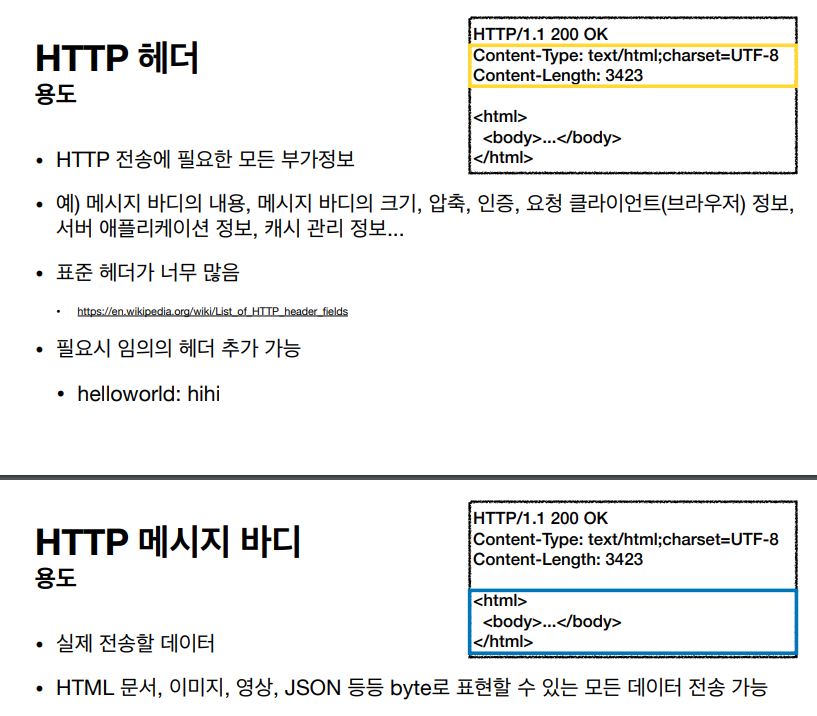 HTTP 헤더
용도
HTTP/1.1 200 OK
Content-Type: text/html;charset=UTF-8
Content-Length: 3423
<html>
<body>...</body>
</html>
• HTTP 전송에 필요한 모든 부가정보
• 예) 메시지 바디의 내용, 메시지 바디의 크기, 압축, 인증, 요청 클라이언트(브라우저) 정보,
서버 애플리케이션 정보, 캐시 관리 정보...
• 표준 헤더가 너무 많음
• https://en.wikipedia.org/wiki/List_of_HTTP_header_fields
• 필요시 임의의 헤더 추가 가능
• helloworld: hihi
HTTP 메시지 바디
용도
HTTP/1.1 200 OK
Content-Type: text/html;charset=UTF-8
Content-Length: 3423
<html>
<body>...</body>
</html>
• 실제 전송할 데이터
• HTML 문서, 이미지, 영상, JSON 등등 byte로 표현할 수 있는 모든 데이터 전송 가능